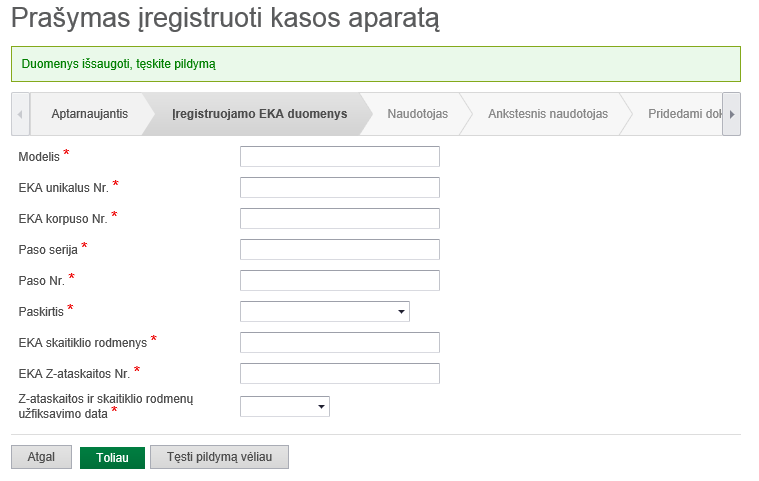 Prašymas įregistruoti kasos aparatą
Duomenys išsaugoti, tęskite pildymą
Aptarnaujantis
Įregistruojamo EKA duomenys
Naudotojas
Ankstesnis naudotojas
Pridedami dok
Modelis *
EKA unikalus Nr. *
EKA korpuso Nr. *
Paso serija *
Paso Nr. *
Paskirtis *
EKA skaitiklio rodmenys *
EKA Z-ataskaitos Nr. *
Z-ataskaitos ir skaitiklio rodmenų
užfiksavimo data *
Atgal
Toliau
Tęsti pildymą vėliau